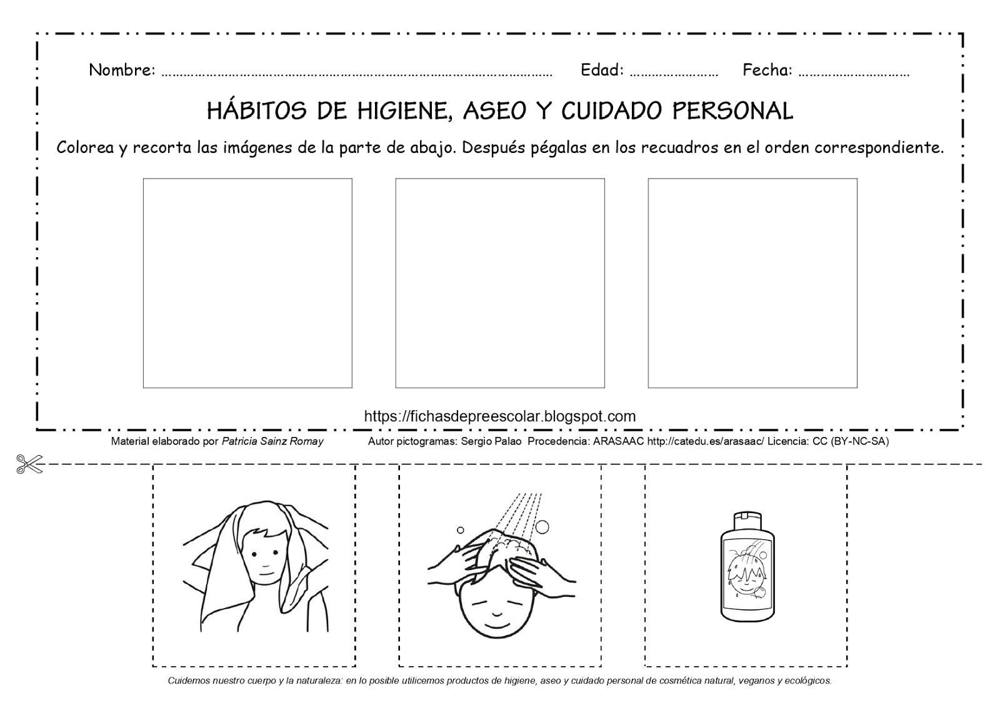 Nombre: ........................................................................................................ Edad: ........................ Fecha: ..............................
HÁBITOS DE HIGIENE, ASEO Y CUIDADO PERSONAL
Colorea y recorta las imágenes de la parte de abajo. Después pégalas en los recuadros en el orden correspondiente.
https://fichasdepreescolar.blogspot.com
Material elaborado por Patricia Sainz Romay Autor pictogramas: Sergio Palao Procedencia: ARASAAC http://catedu.es/arasaac/ Licencia: CC (BY-NC-SA)
Cuidemos nuestro cuerpo y la naturaleza: en lo posible utilicemos productos de higiene, aseo y cuidado personal de cosmética natural, veganos y ecológicos.